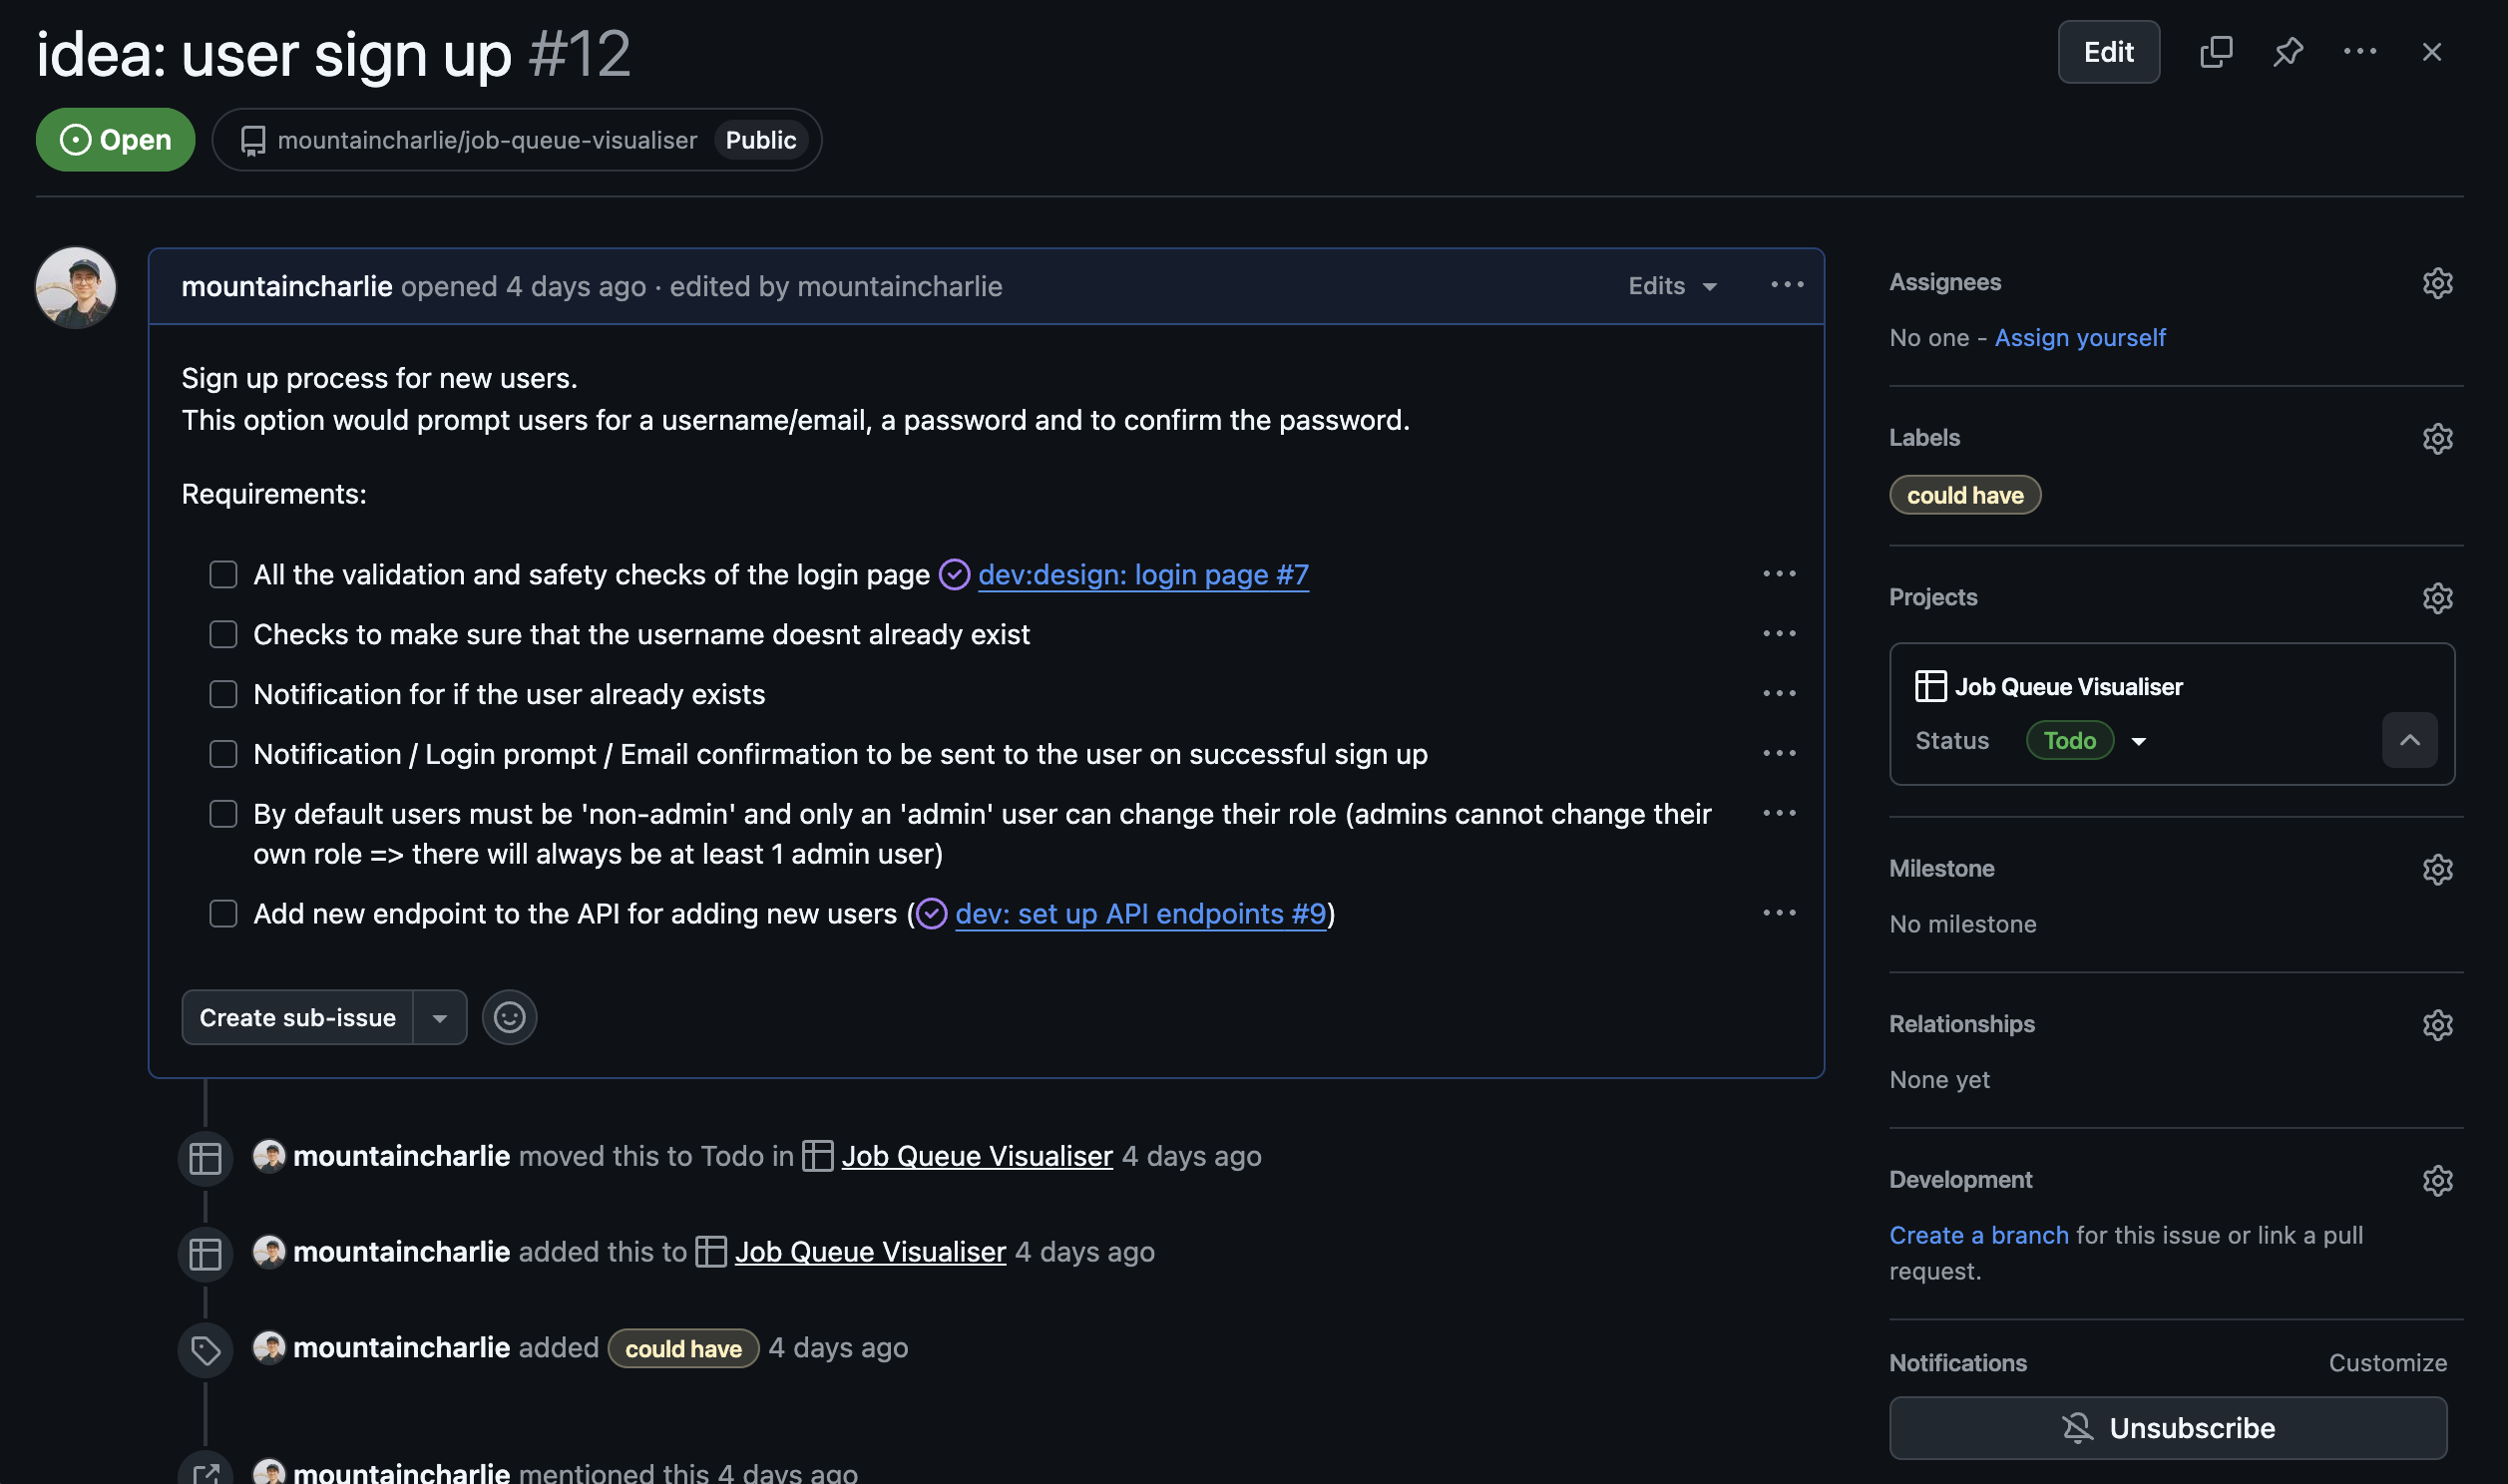 idea: user sign up #12
Edit
Open
mountaincharlie/job-queue-visualiser Public
mountaincharlie opened 4 days ago · edited by mountaincharlie
Edits
Sign up process for new users.
This option would prompt users for a username/email, a password and to confirm the password.
Requirements:
All the validation and safety checks of the login page dev:design: login page #7
Checks to make sure that the username doesnt already exist
Notification for if the user already exists
Notification / Login prompt / Email confirmation to be sent to the user on successful sign up
By default users must be 'non-admin' and only an 'admin' user can change their role (admins cannot change their
own role => there will always be at least 1 admin user)
Add new endpoint to the API for adding new users (dev: set up API endpoints #9)
Create sub-issue
mountaincharlie moved this to Todo in Job Queue Visualiser 4 days ago
mountaincharlie added this to Job Queue Visualiser 4 days ago
mountaincharlie added could have 4 days ago
mountaincharlie mentioned this 4 days ago
Assignees
No one - Assign yourself
Labels
could have
Projects
Job Queue Visualiser
Status Todo
Milestone
No milestone
Relationships
None yet
Development
Create a branch for this issue or link a pull
request.
Notifications
Customize
Unsubscribe